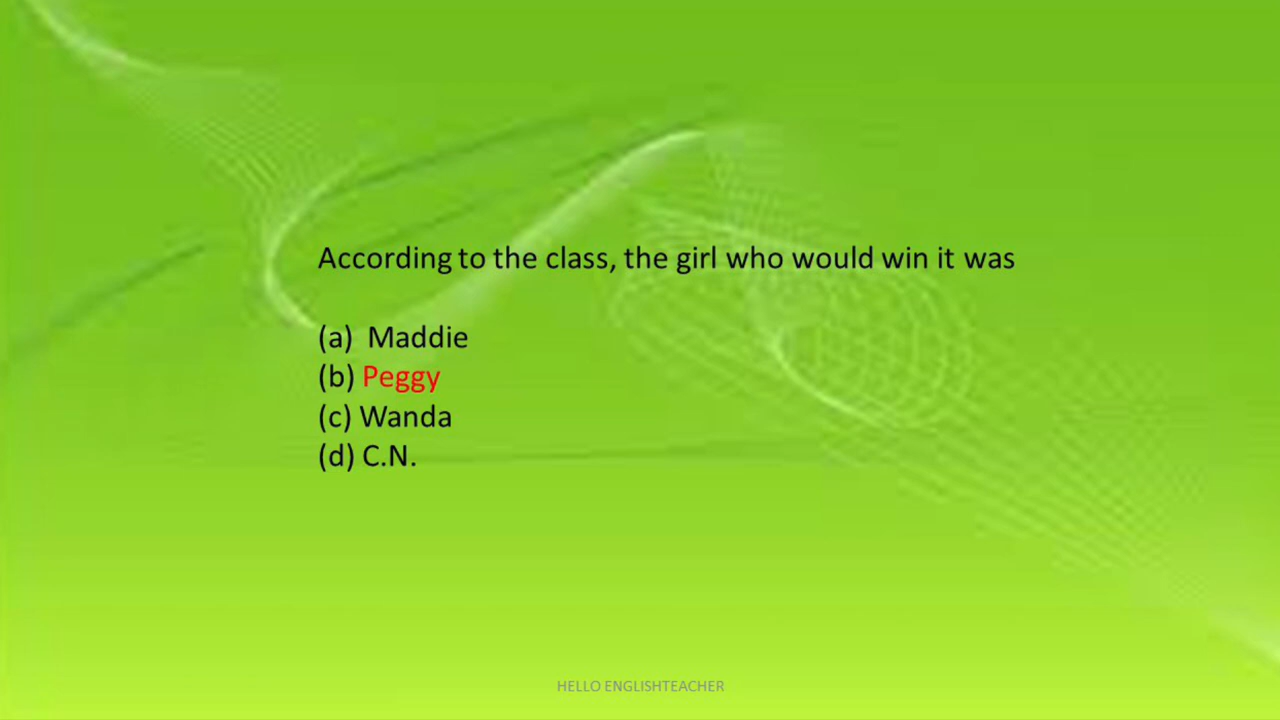 According to the class, the girl who would win it was
(a) Maddie
(b) Peggy
(c) Wanda
(d) C.N.
HELLO ENGLISHTEACHER